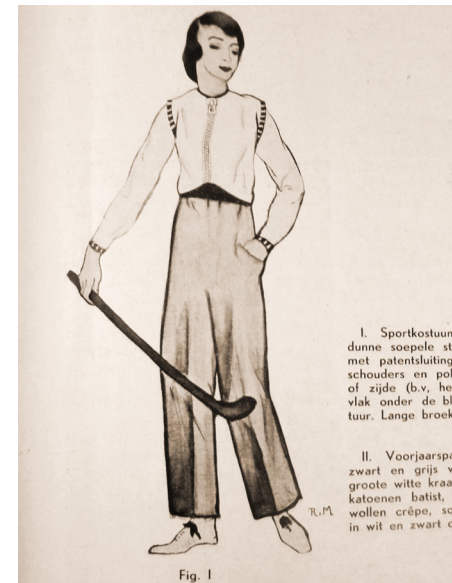 I. Sportkostuum
dunne soepele st
met patentsluiting
schouders en pol
of zijde (b.v, he
vlak onder de bl
tuur. Lange broek
II. Voorjaarspa
zwart en grijs v
groote witte kraa
katoenen batist,
wollen crêpe, sc
in wit en zwart c
R.M.
Fig. I